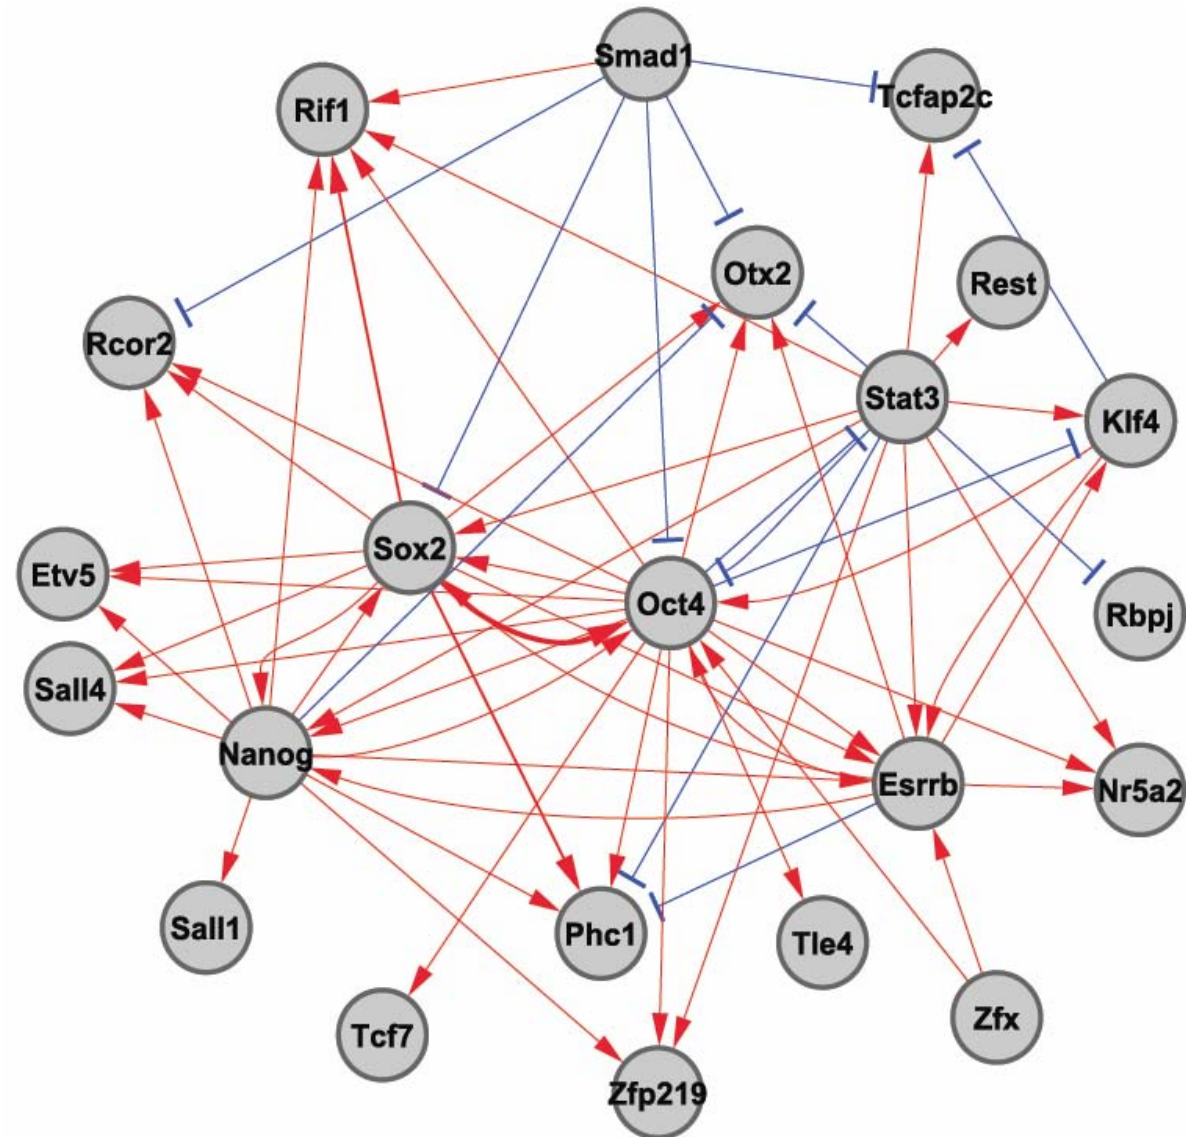 Smad1
Tcfap2c
Rif1
Otx2
Rest
Rcor2
Stat3
Klf4
Sox2
Etv5
Oct4
Rbpj
Sall4
Nanog
Esrrb
Nr5a2
Sall1
Phc1
Tle4
Zfx
Tcf7
Zfp219